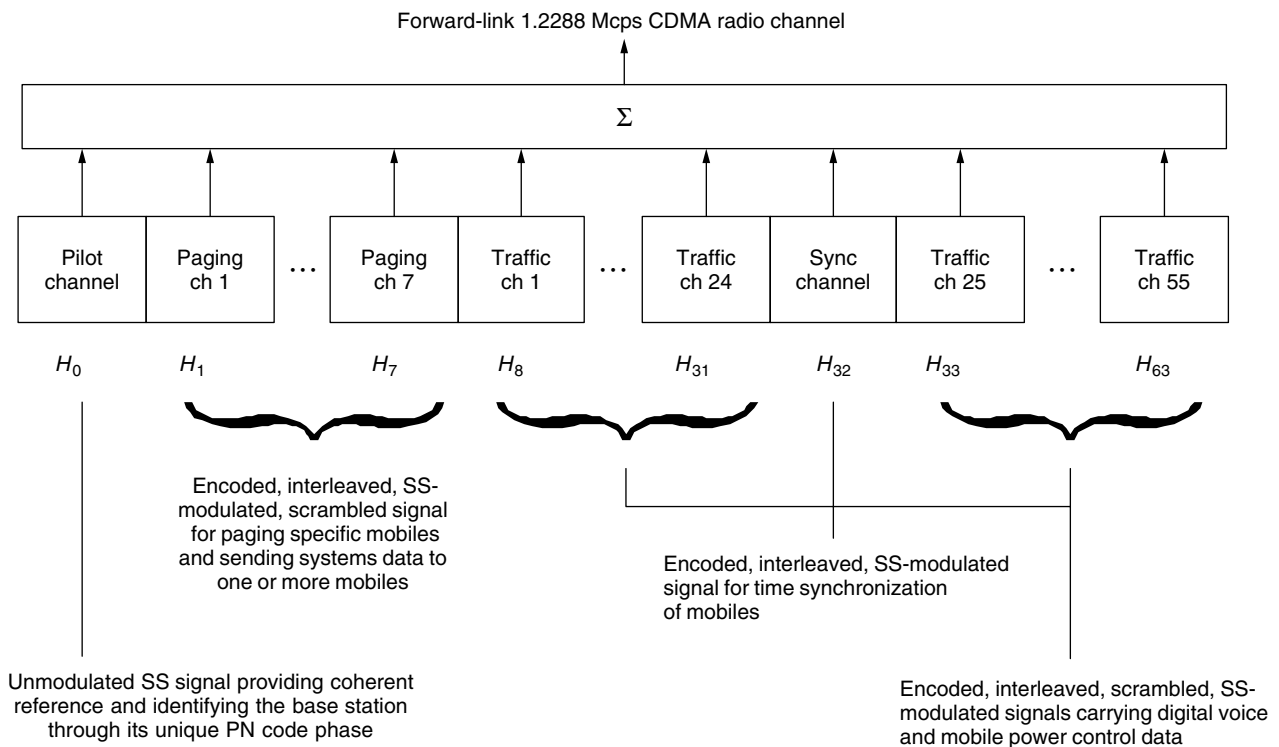 Forward-link 1.2288 Mcps CDMA radio channel
Σ
Pilot
channel
Paging
ch 1
...
Paging
ch 7
Traffic
ch 1
...
Traffic
ch 24
Sync
channel
Traffic
ch 25
...
Traffic
ch 55
H₀
H₁
H₇
H₈
H₃₁
H₃₂
H₃₃
H₆₃
Encoded, interleaved, SS-
modulated, scrambled signal
for paging specific mobiles
and sending systems data to
one or more mobiles
Encoded, interleaved, SS-modulated
signal for time synchronization
of mobiles
Unmodulated SS signal providing coherent
reference and identifying the base station
through its unique PN code phase
Encoded, interleaved, scrambled, SS-
modulated signals carrying digital voice
and mobile power control data